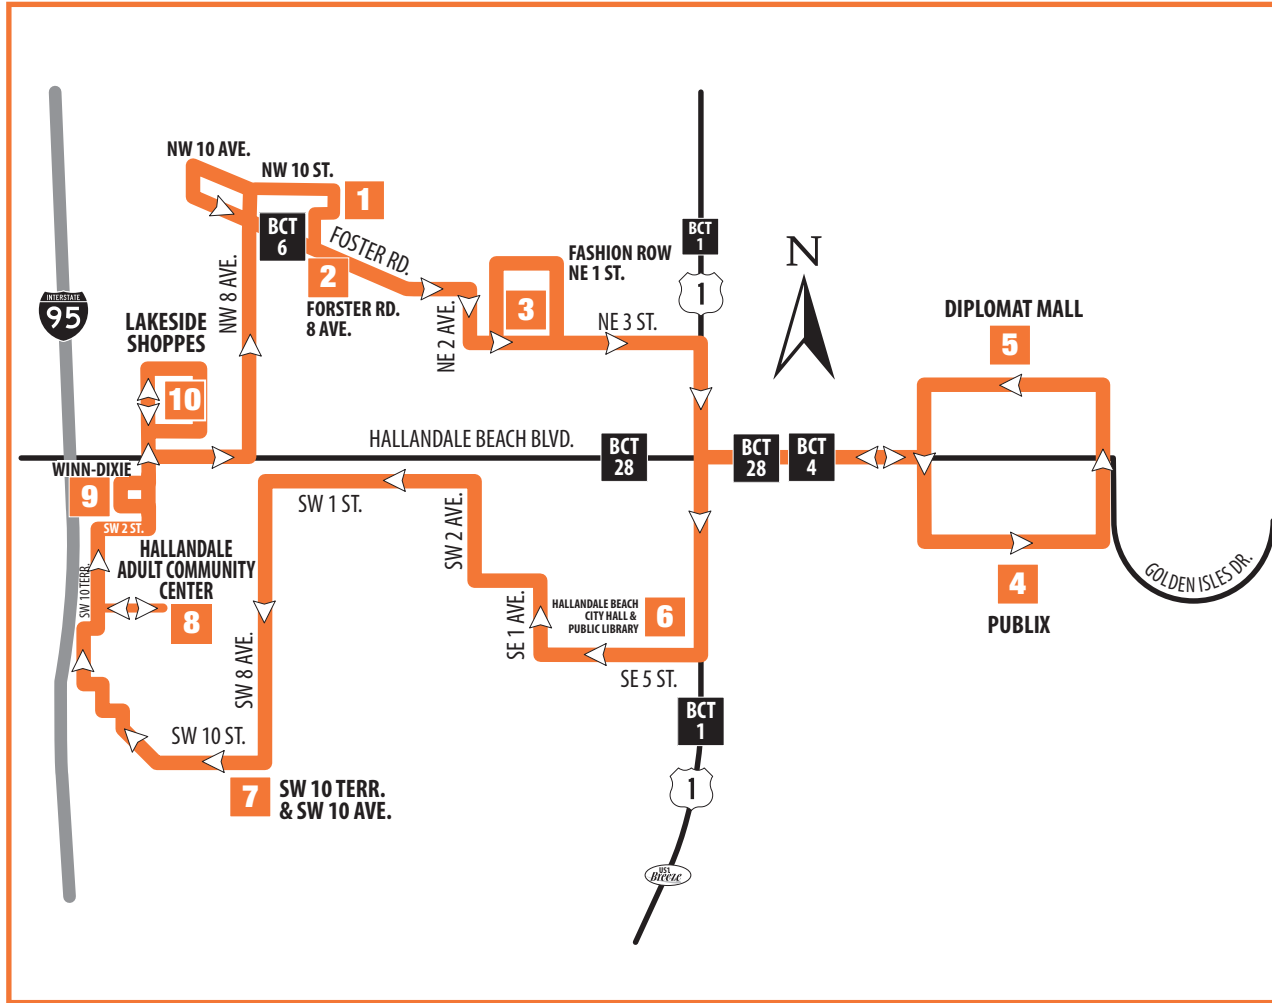 NW 10 AVE.
NW 10 ST.
1
BCT
6
FOSTER RD.
2
FORSTER RD.
8 AVE.
NW 8 AVE.
INTERSTATE
95
LAKESIDE
SHOPPES
10
FASHION ROW
NE 1 ST.
3
NE 2 AVE.
NE 3 ST.
BCT
1
1
N
DIPLOMAT MALL
5
HALLANDALE BEACH BLVD.
BCT
28
BCT
28
BCT
4
WINN-DIXIE
9
SW 2 ST.
SW 1 ST.
SW 2 AVE.
HALLANDALE
ADULT COMMUNITY
CENTER
8
SW 10 TERR.
SW 8 AVE.
SE 1 AVE.
HALLANDALE BEACH
CITY HALL &
PUBLIC LIBRARY
6
SE 5 ST.
4
PUBLIX
GOLDEN ISLES DR.
SW 10 ST.
7
SW 10 TERR.
& SW 10 AVE.
BCT
1
1
US1
Breeze